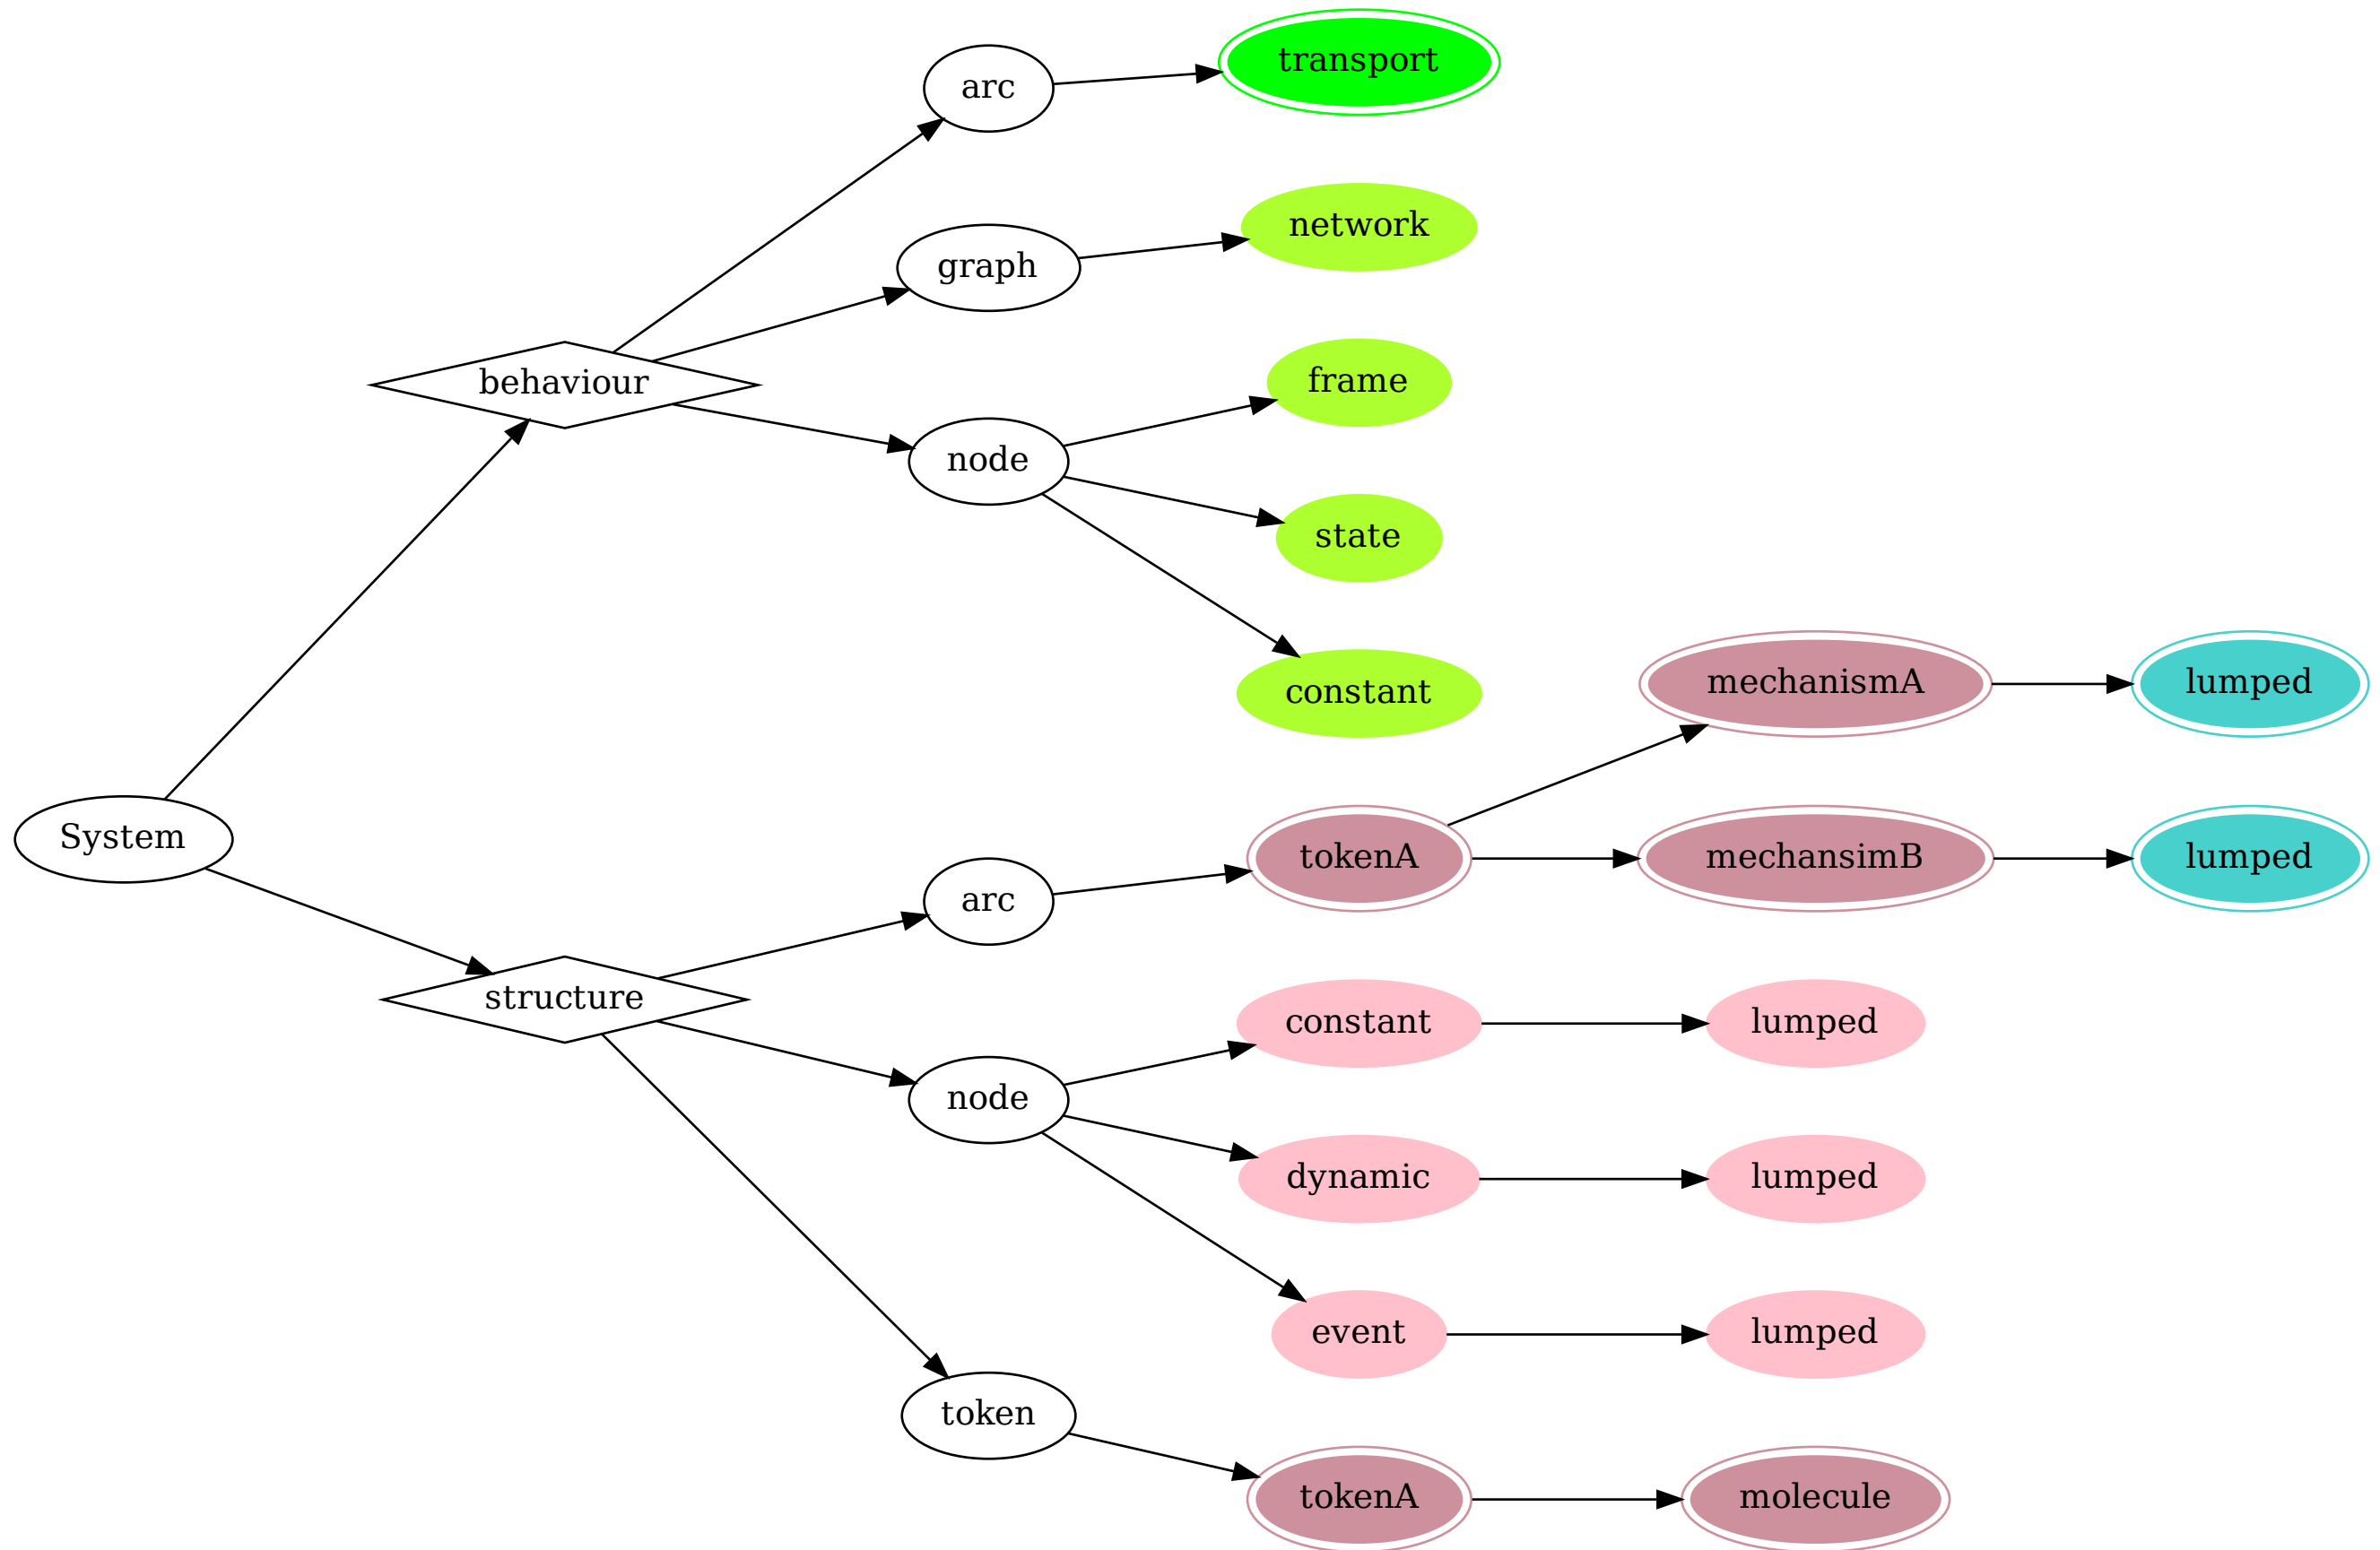 transport
arc
network
graph
frame
behaviour
node
state
constant
mechanismA
lumped
System
tokenA
mechansimB
lumped
arc
structure
constant
lumped
node
dynamic
lumped
event
lumped
token
tokenA
molecule